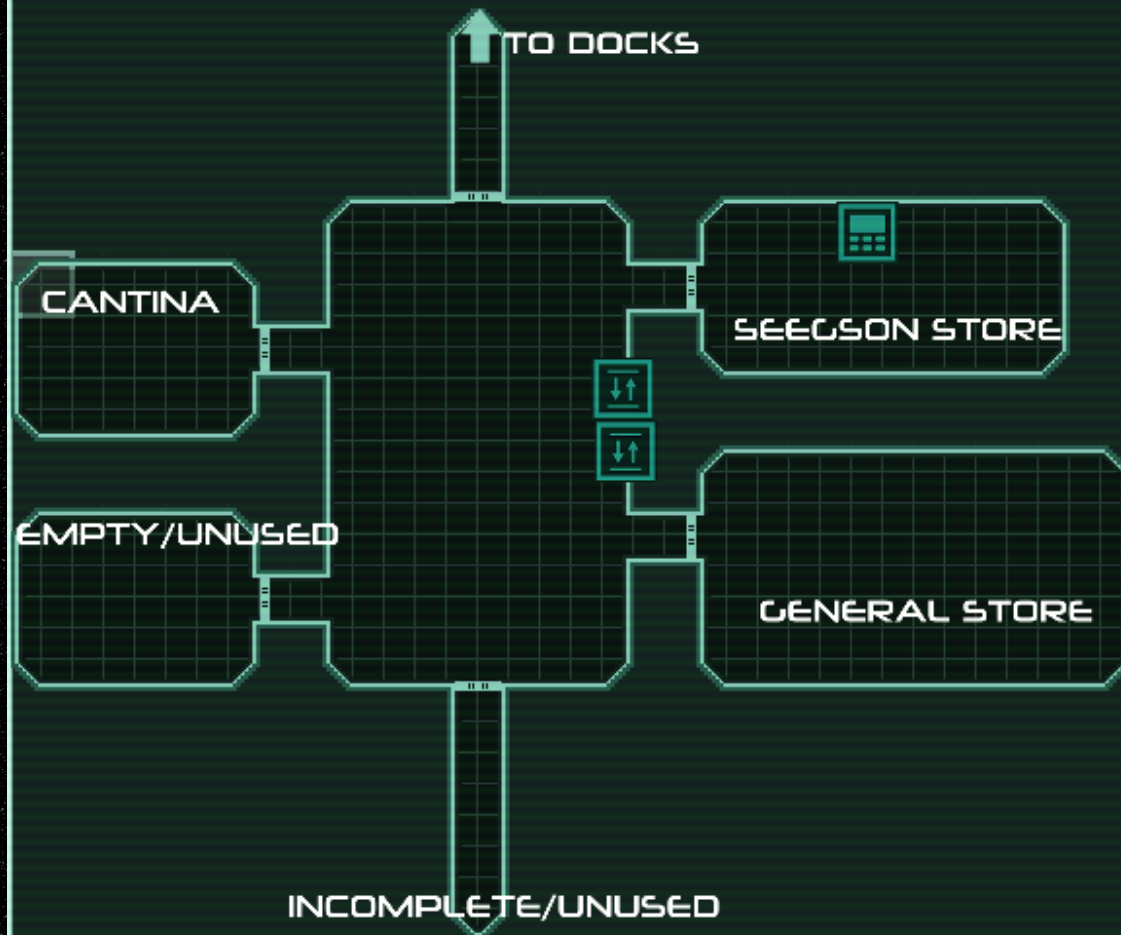 TO DOCKS
CANTINA
SEEGSON STORE
EMPTY/UNUSED
GENERAL STORE
INCOMPLETE/UNUSED